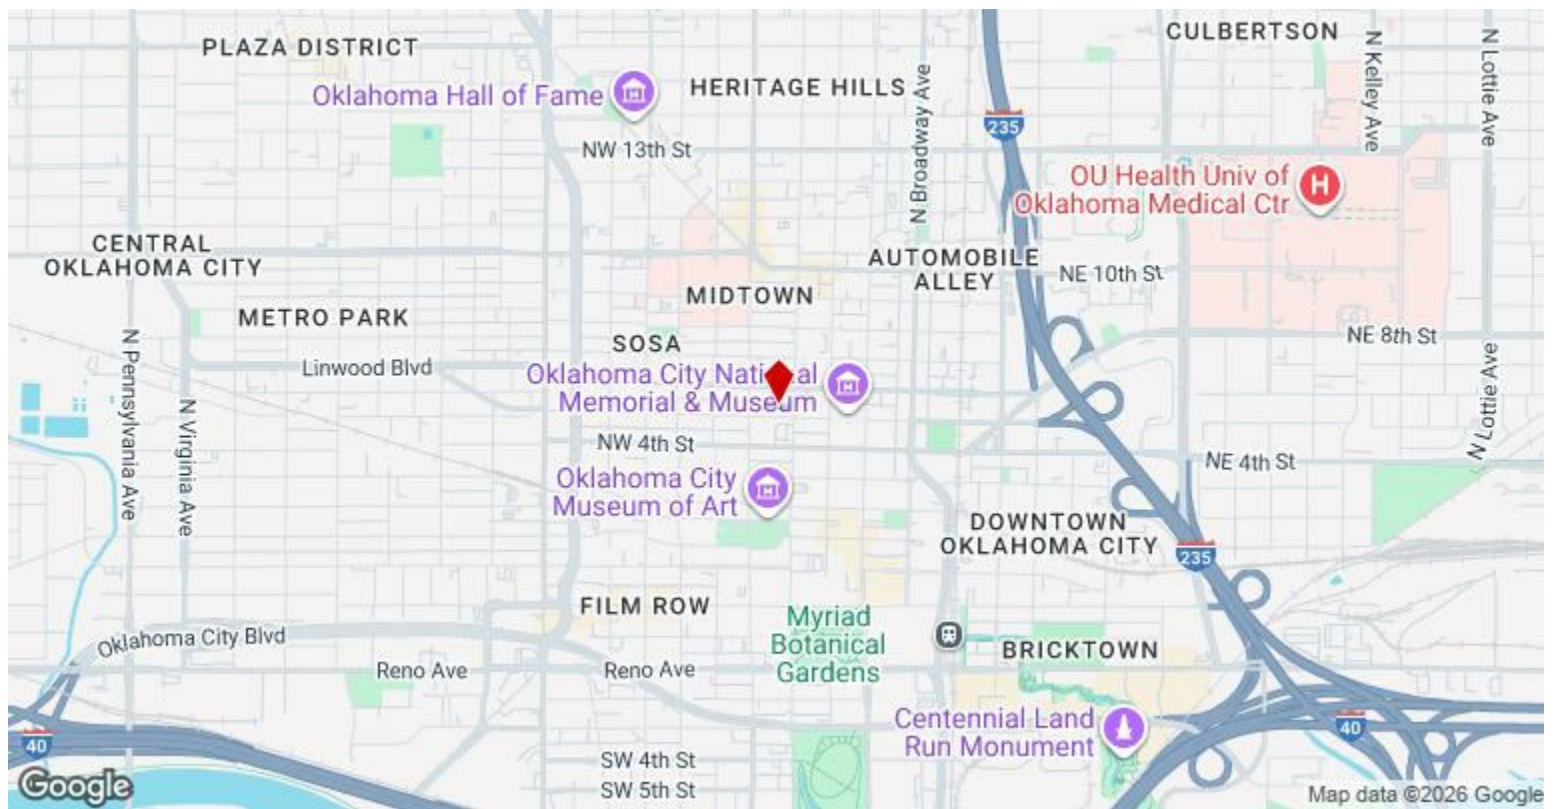 PLAZA DISTRICT
CULBERTSON
Oklahoma Hall of Fame
HERITAGE HILLS
N Broadway Ave
N Kelley Ave
N Lottie Ave
235
NW 13th St
OU Health Univ of
Oklahoma Medical Ctr
H
CENTRAL
OKLAHOMA CITY
AUTOMOBILE
ALLEY
NE 10th St
MIDTOWN
METRO PARK
SOSA
NE 8th St
N Pennsylvania Ave
Linwood Blvd
Oklahoma City National
Memorial & Museum
N Lottie Ave
N Virginia Ave
NW 4th St
NE 4th St
Oklahoma City
Museum of Art
DOWNTOWN
OKLAHOMA CITY
235
FILM ROW
Myriad
Botanical
Gardens
Oklahoma City Blvd
BRICKTOWN
Reno Ave
Reno Ave
Centennial Land
Run Monument
40
40
SW 4th St
SW 5th St
Google
Map data ©2026 Google